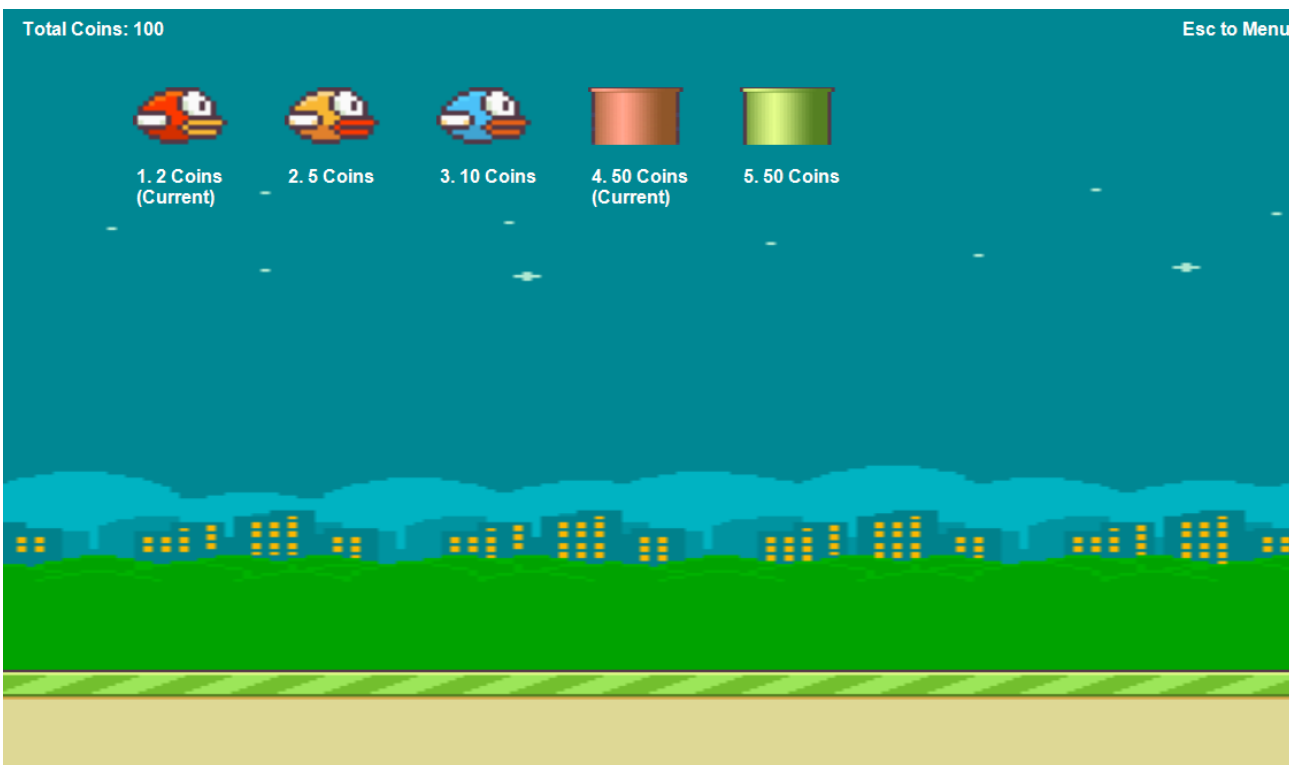 Total Coins: 100
Esc to Menu
1. 2 Coins
(Current)
2. 5 Coins
3. 10 Coins
4. 50 Coins
(Current)
5. 50 Coins